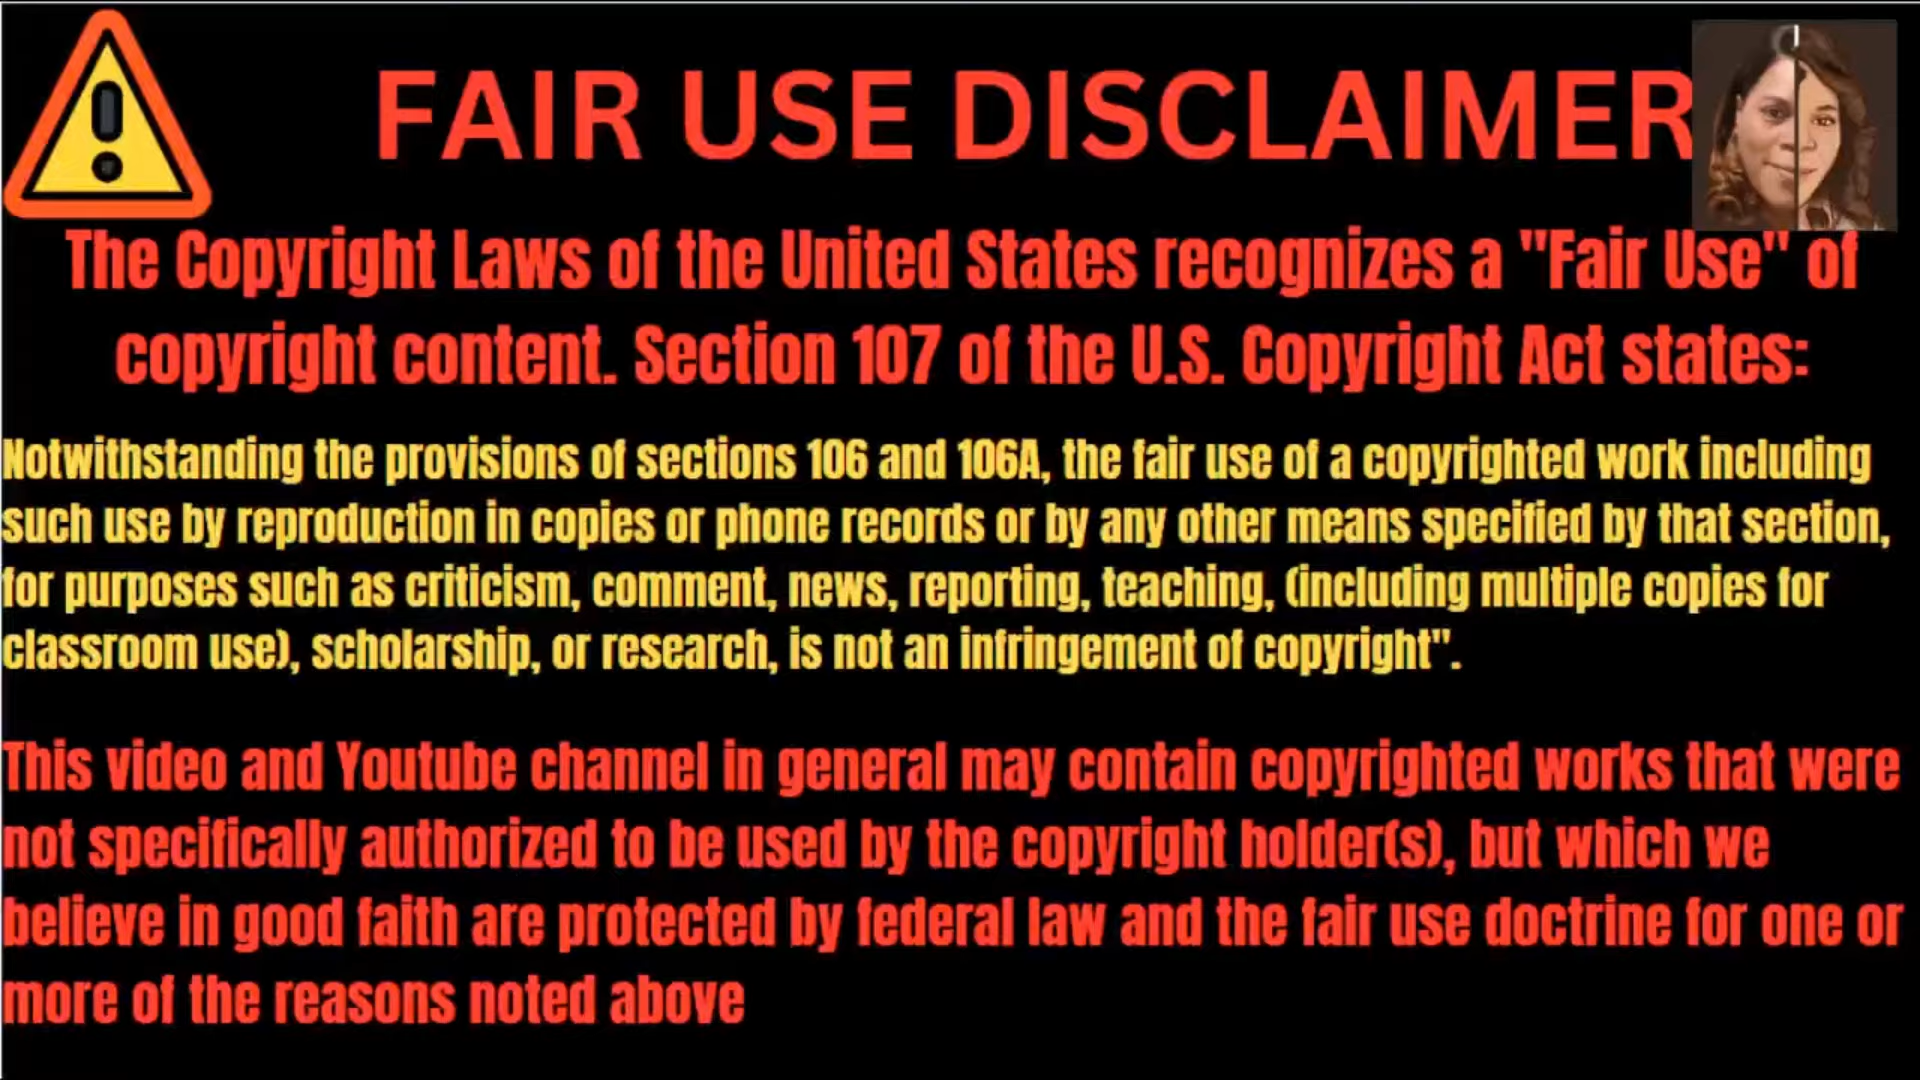 FAIR USE DISCLAIMER
The Copyright Laws of the United States recognizes a "Fair Use" of
copyright content. Section 107 of the U.S. Copyright Act states:
Notwithstanding the provisions of sections 106 and 106A, the fair use of a copyrighted work including
such use by reproduction in copies or phone records or by any other means specified by that section,
for purposes such as criticism, comment, news, reporting, teaching, (including multiple copies for
classroom use), scholarship, or research, is not an infringement of copyright".
This video and Youtube channel in general may contain copyrighted works that were
not specifically authorized to be used by the copyright holder(s), but which we
believe in good faith are protected by federal law and the fair use doctrine for one or
more of the reasons noted above